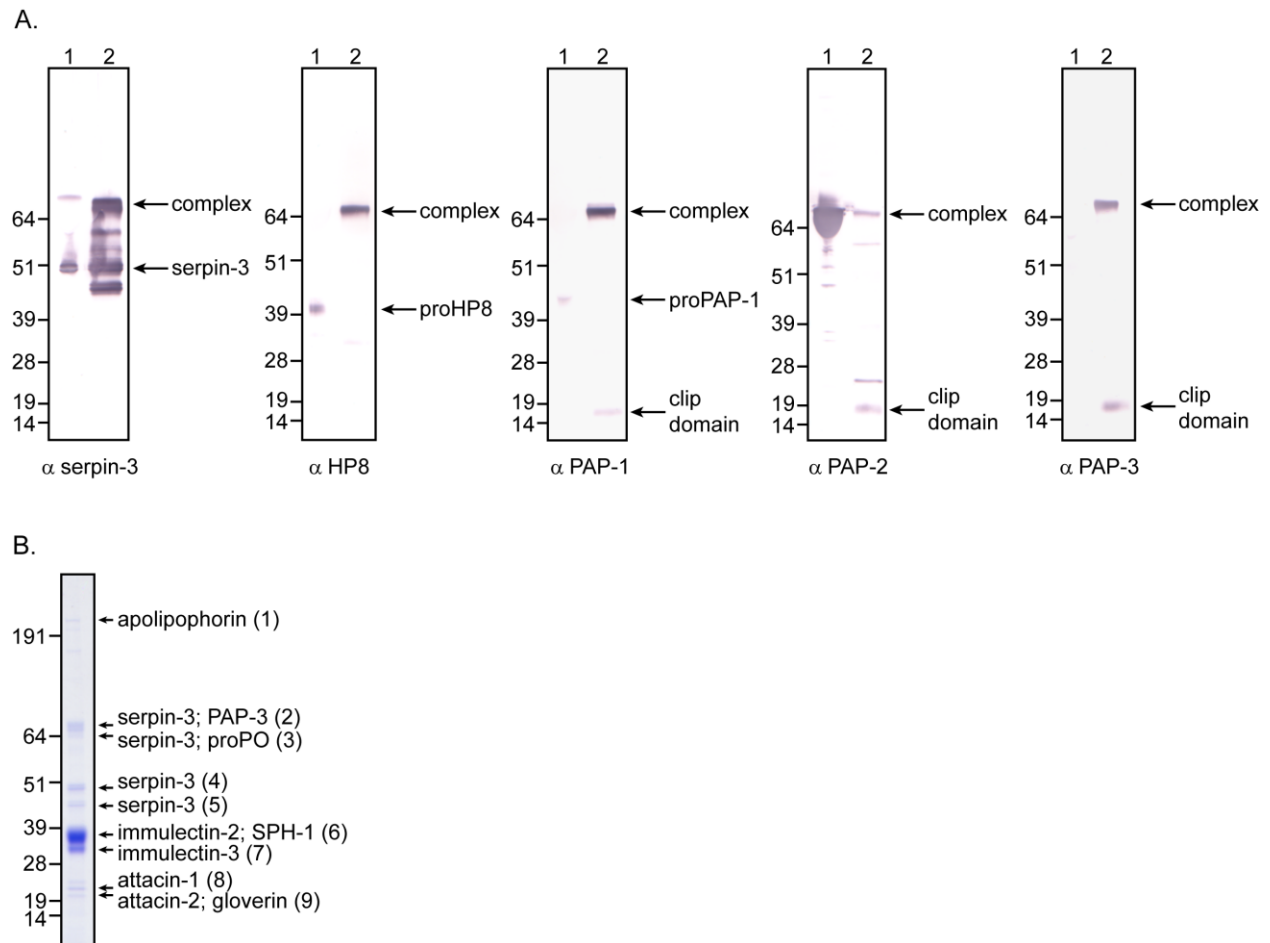 A.
1 2
64
51
39
28
19
14
complex
serpin-3
α serpin-3
1 2
64
51
39
28
19
14
complex
proHP8
α HP8
1 2
64
51
39
28
19
14
complex
proPAP-1
clip
domain
α PAP-1
1 2
64
51
39
28
19
14
complex
clip
domain
α PAP-2
1 2
64
51
39
28
19
14
complex
clip
domain
α PAP-3
B.
191
64
51
39
28
19
14
apolipophorin (1)
serpin-3; PAP-3 (2)
serpin-3; proPO (3)
serpin-3 (4)
serpin-3 (5)
immulectin-2; SPH-1 (6)
immulectin-3 (7)
attacin-1 (8)
attacin-2; gloverin (9)